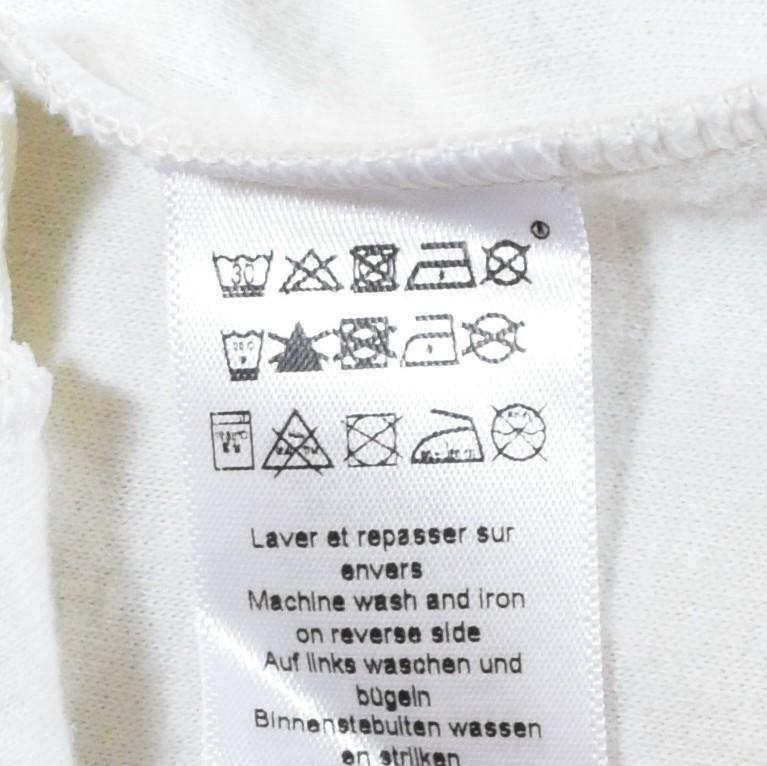 ®
30
Laver et repasser sur
envers
Machine wash and iron
on reverse side
Auf links waschen und
bügeln
Binnenstebuiten wassen
en strijken